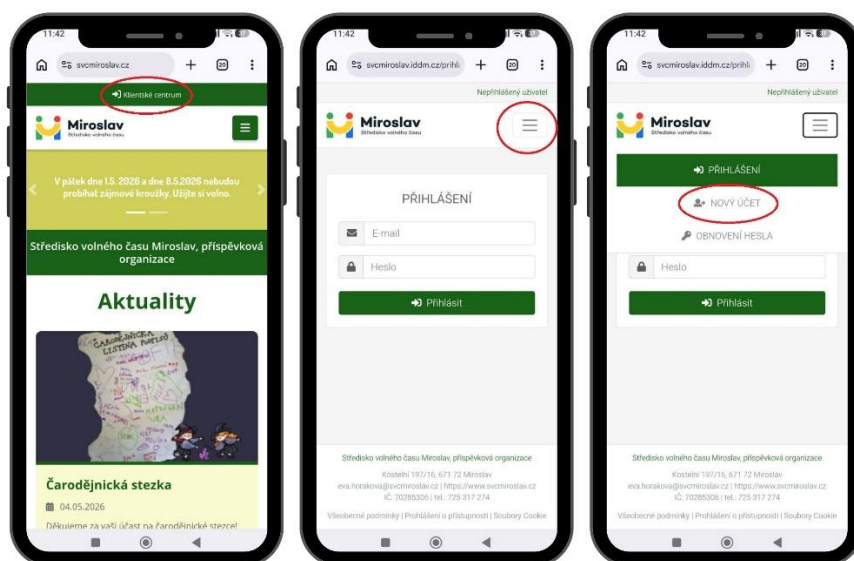 11:42
svcmiroslav.cz
20
Klientské centrum
Miroslav
Středisko volného času
V pátek dne 1.5. 2026 a dne 8.5.2026 nebudou
probíhat zájmové kroužky. Užijte si volno.
Středisko volného času Miroslav, příspěvková
organizace
Aktuality
ČARODĚJNICKÁ
LISTINA
Čarodějnická stezka
04.05.2026
Děkujeme za vaši účast na čarodějnické stezce!
11:42
svcmiroslav.iddm.cz/prihl
20
Nepřihlášený uživatel
Miroslav
Středisko volného času
PŘIHLÁŠENÍ
E-mail
Heslo
Přihlásit
Středisko volného času Miroslav, příspěvková organizace
Kostelní 197/16, 671 72 Miroslav
eva.horakova@svcmiroslav.cz | https://www.svcmiroslav.cz
IČ: 70285306 | tel.: 725 317 274
Všeobecné podmínky | Prohlášení o přístupnosti | Soubory Cookie
11:42
svcmiroslav.iddm.cz/prihl
20
Nepřihlášený uživatel
Miroslav
Středisko volného času
PŘIHLÁŠENÍ
NOVÝ ÚČET
OBNOVENÍ HESLA
Heslo
Přihlásit
Středisko volného času Miroslav, příspěvková organizace
Kostelní 197/16, 671 72 Miroslav
eva.horakova@svcmiroslav.cz | https://www.svcmiroslav.cz
IČ: 70285306 | tel.: 725 317 274
Všeobecné podmínky | Prohlášení o přístupnosti | Soubory Cookie